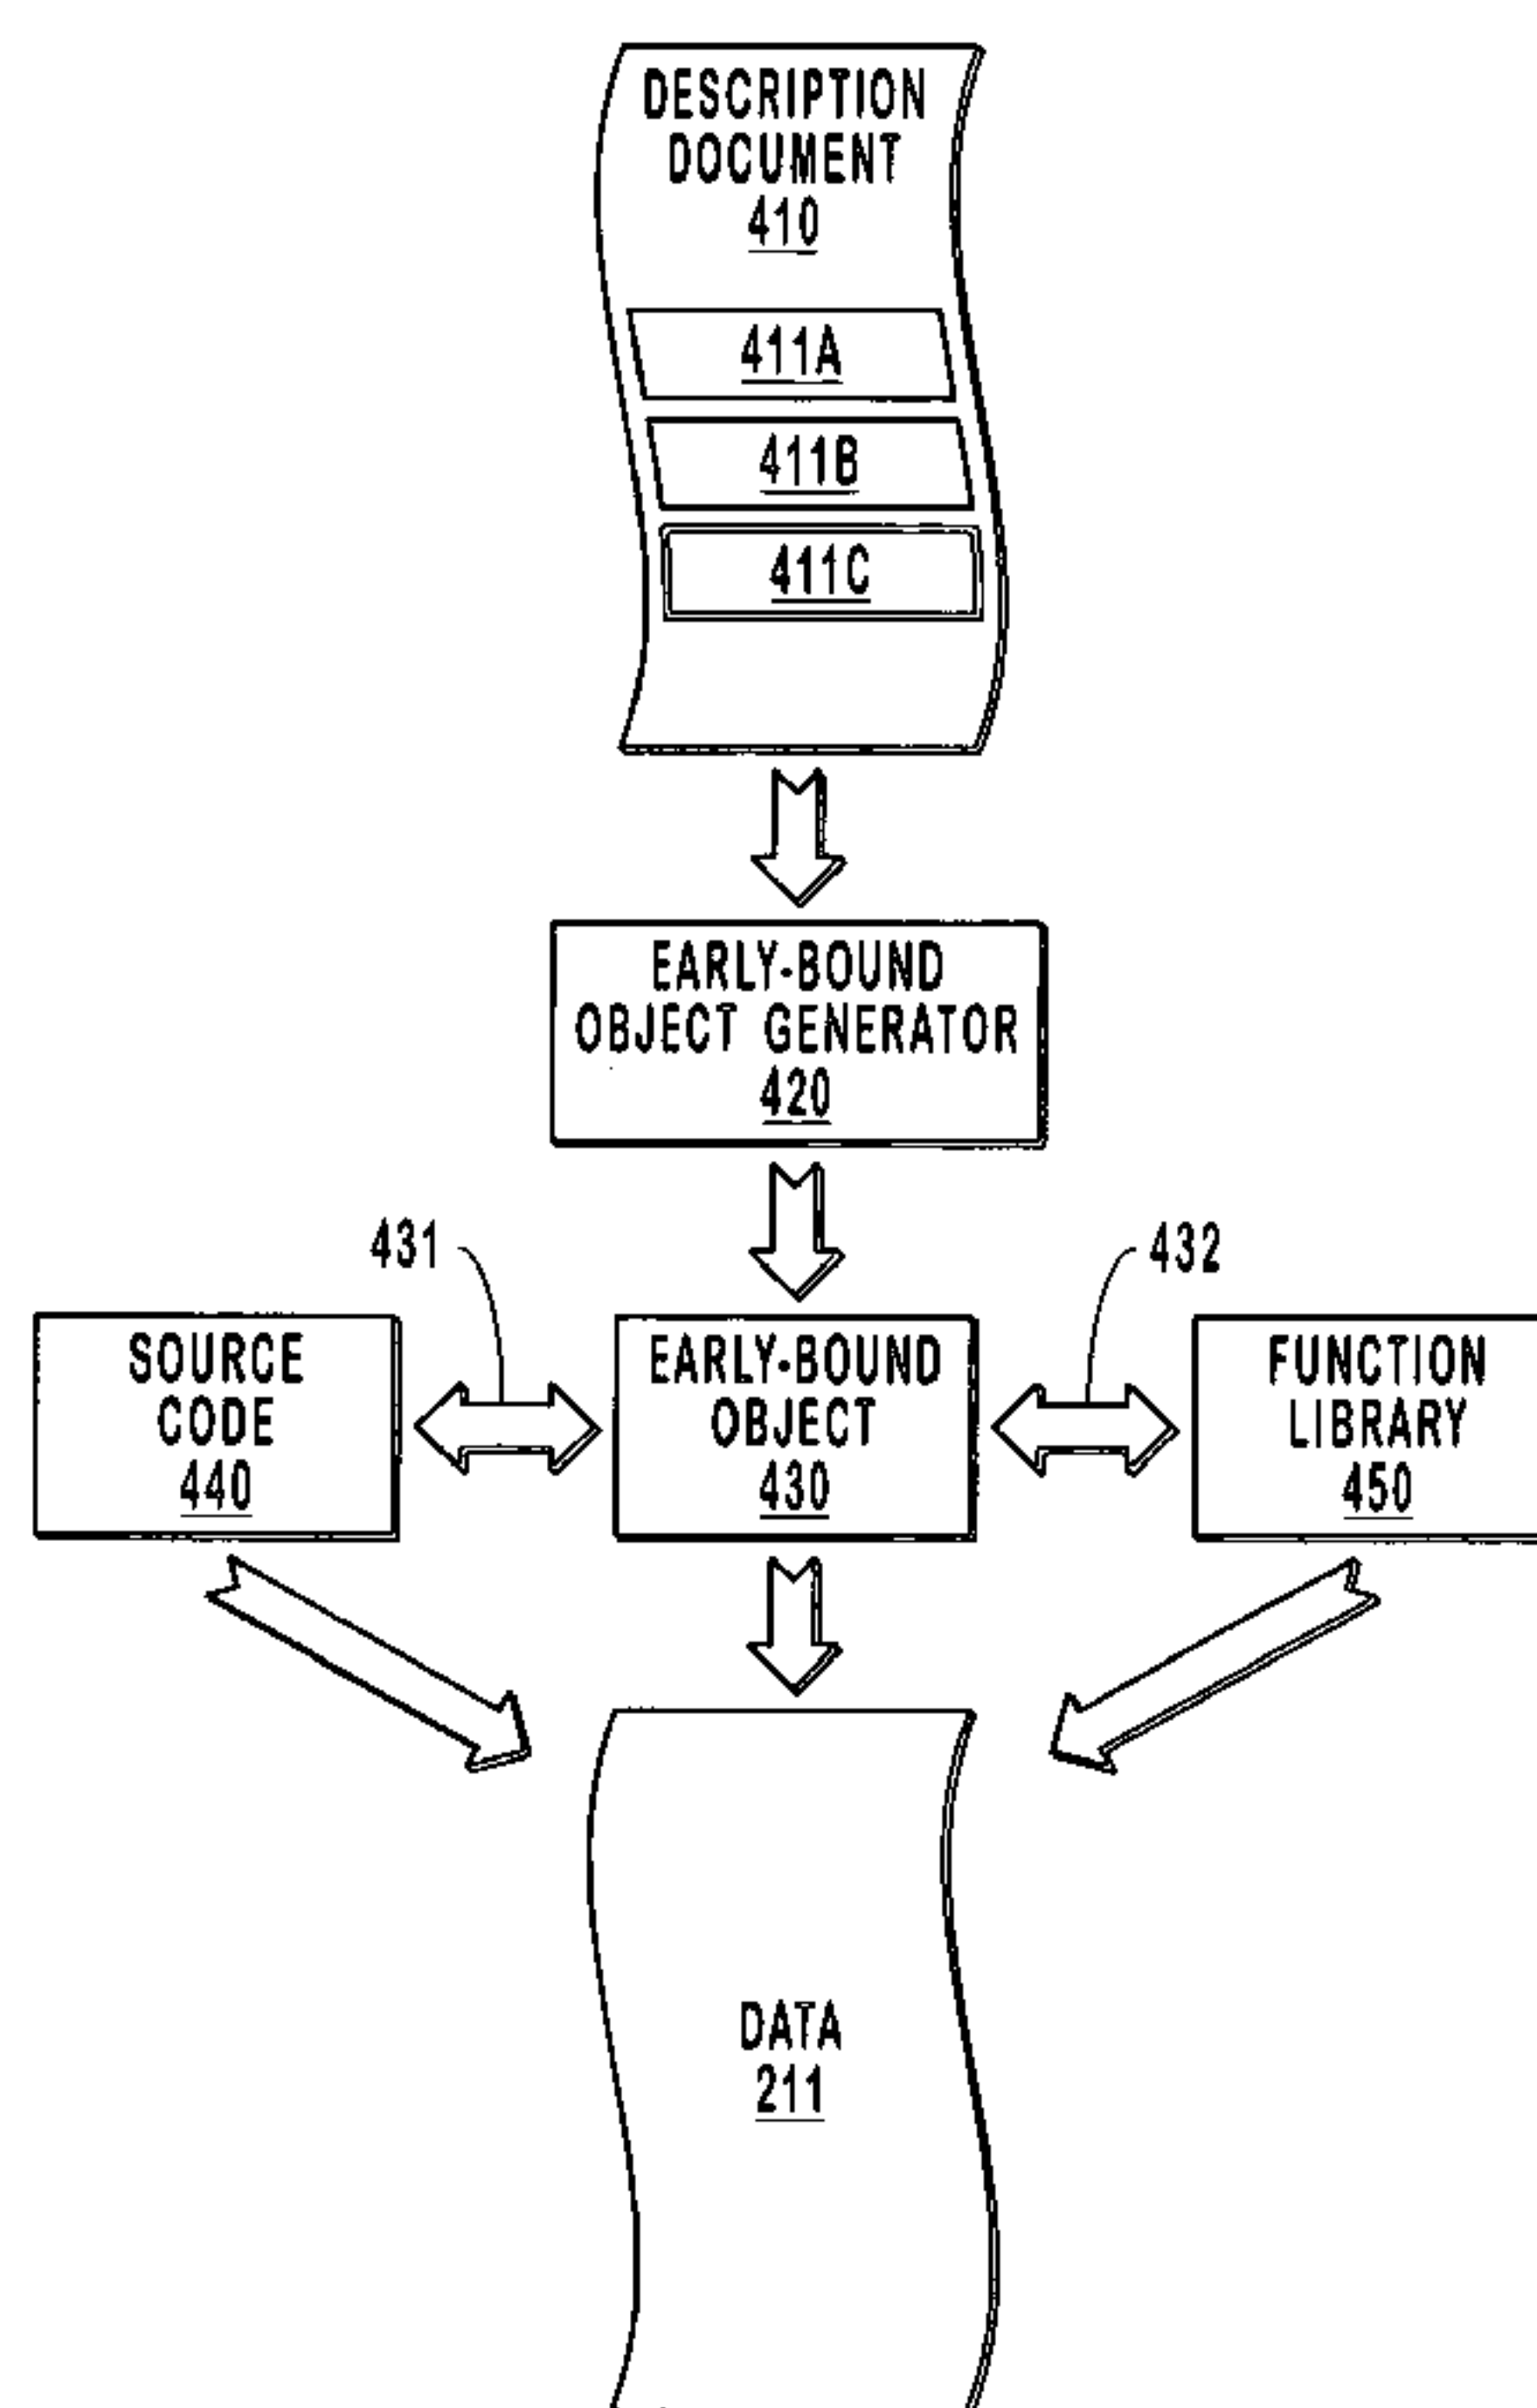 DESCRIPTION
DOCUMENT
410
411A
411B
411C
EARLY-BOUND
OBJECT GENERATOR
420
431
432
SOURCE
CODE
440
EARLY-BOUND
OBJECT
430
FUNCTION
LIBRARY
450
DATA
211